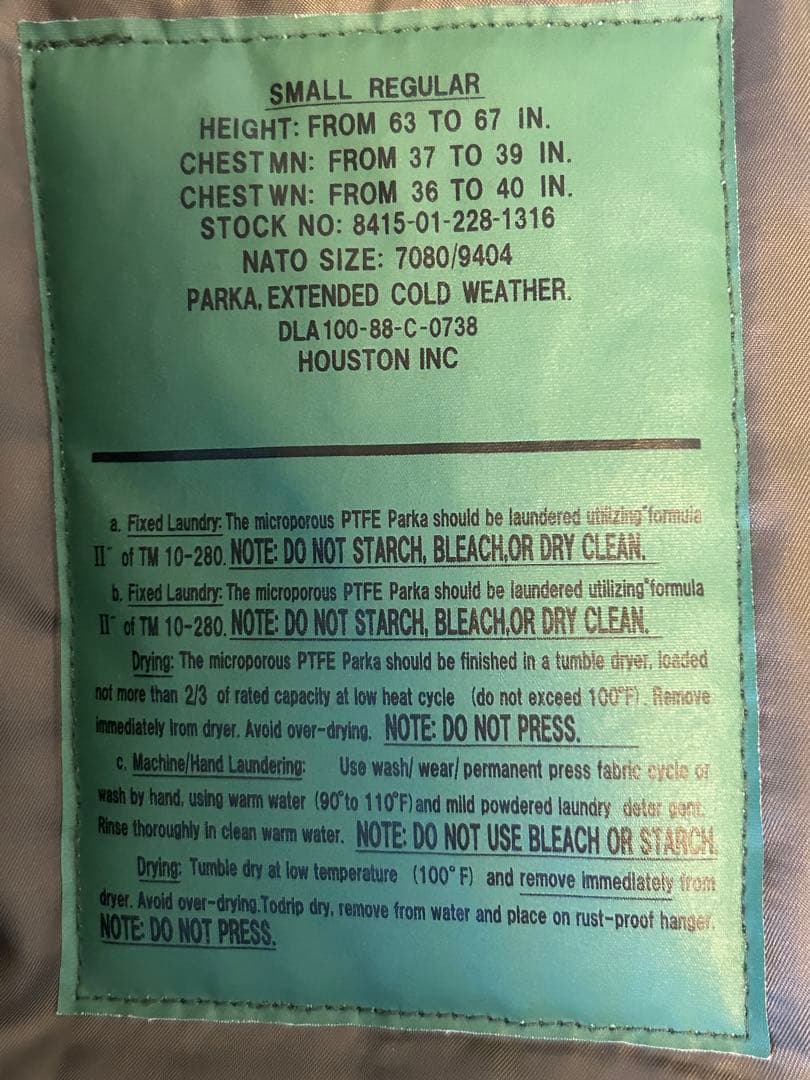 SMALL REGULAR
HEIGHT: FROM 63 TO 67 IN.
CHEST MN: FROM 37 TO 39 IN.
CHEST WN: FROM 36 TO 40 IN.
STOCK NO: 8415-01-228-1316
NATO SIZE: 7080/9404
PARKA, EXTENDED COLD WEATHER.
DLA100-88-C-0738
HOUSTON INC
a. Fixed Laundry: The microporous PTFE Parka should be laundered utilizing"formula
II" of TM 10-280. NOTE: DO NOT STARCH, BLEACH,OR DRY CLEAN.
b. Fixed Laundry: The microporous PTFE Parka should be laundered utilizing"formula
II" of TM 10-280. NOTE: DO NOT STARCH, BLEACH,OR DRY CLEAN.
Drying: The microporous PTFE Parka should be finished in a tumble dryer, loaded
not more than 2/3 of rated capacity at low heat cycle (do not exceed 100°F). Remove
immediately Irom dryer. Avoid over-drying. NOTE: DO NOT PRESS.
c. Machine/Hand Laundering: Use wash/ wear/ permanent press fabric cycle or
wash by hand, using warm water (90°to 110°F) and mild powdered laundry deter gent.
Rinse thoroughly in clean warm water. NOTE: DO NOT USE BLEACH OR STARCH.
Drying: Tumble dry at low temperature (100°F) and remove immediately from
dryer. Avoid over-drying.Todrip dry, remove from water and place on rust-proof hanger.
NOTE: DO NOT PRESS.